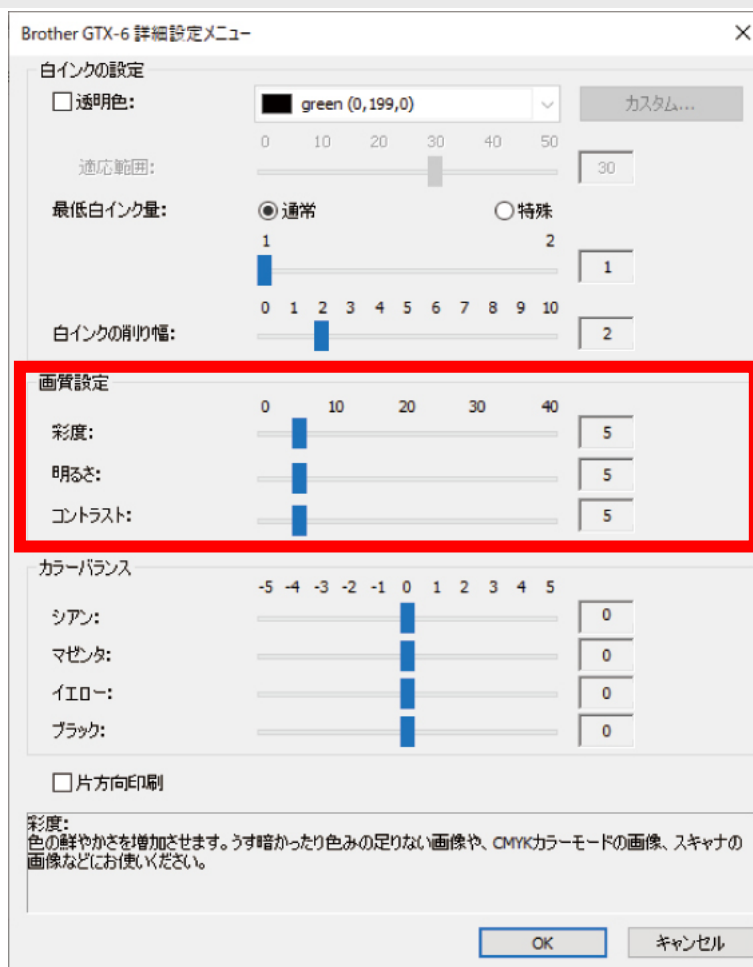 Brother GTX-6 詳細設定メニュー
白インクの設定
透明色: green (0,199,0) カスタム...
0 10 20 30 40 50
適応範囲: 30
最低白インク量: 通常 特殊
1 2
1
0 1 2 3 4 5 6 7 8 9 10
白インクの削り幅: 2
画質設定
0 10 20 30 40
彩度: 5
明るさ: 5
コントラスト: 5
カラーバランス
-5 -4 -3 -2 -1 0 1 2 3 4 5
シアン: 0
マゼンタ: 0
イエロー: 0
ブラック: 0
片方向印刷
彩度:
色の鮮やかさを増加させます。うす暗かったり色みの足りない画像や、CMYKカラーモードの画像、スキャナの
画像などにお使いください。
OK キャンセル